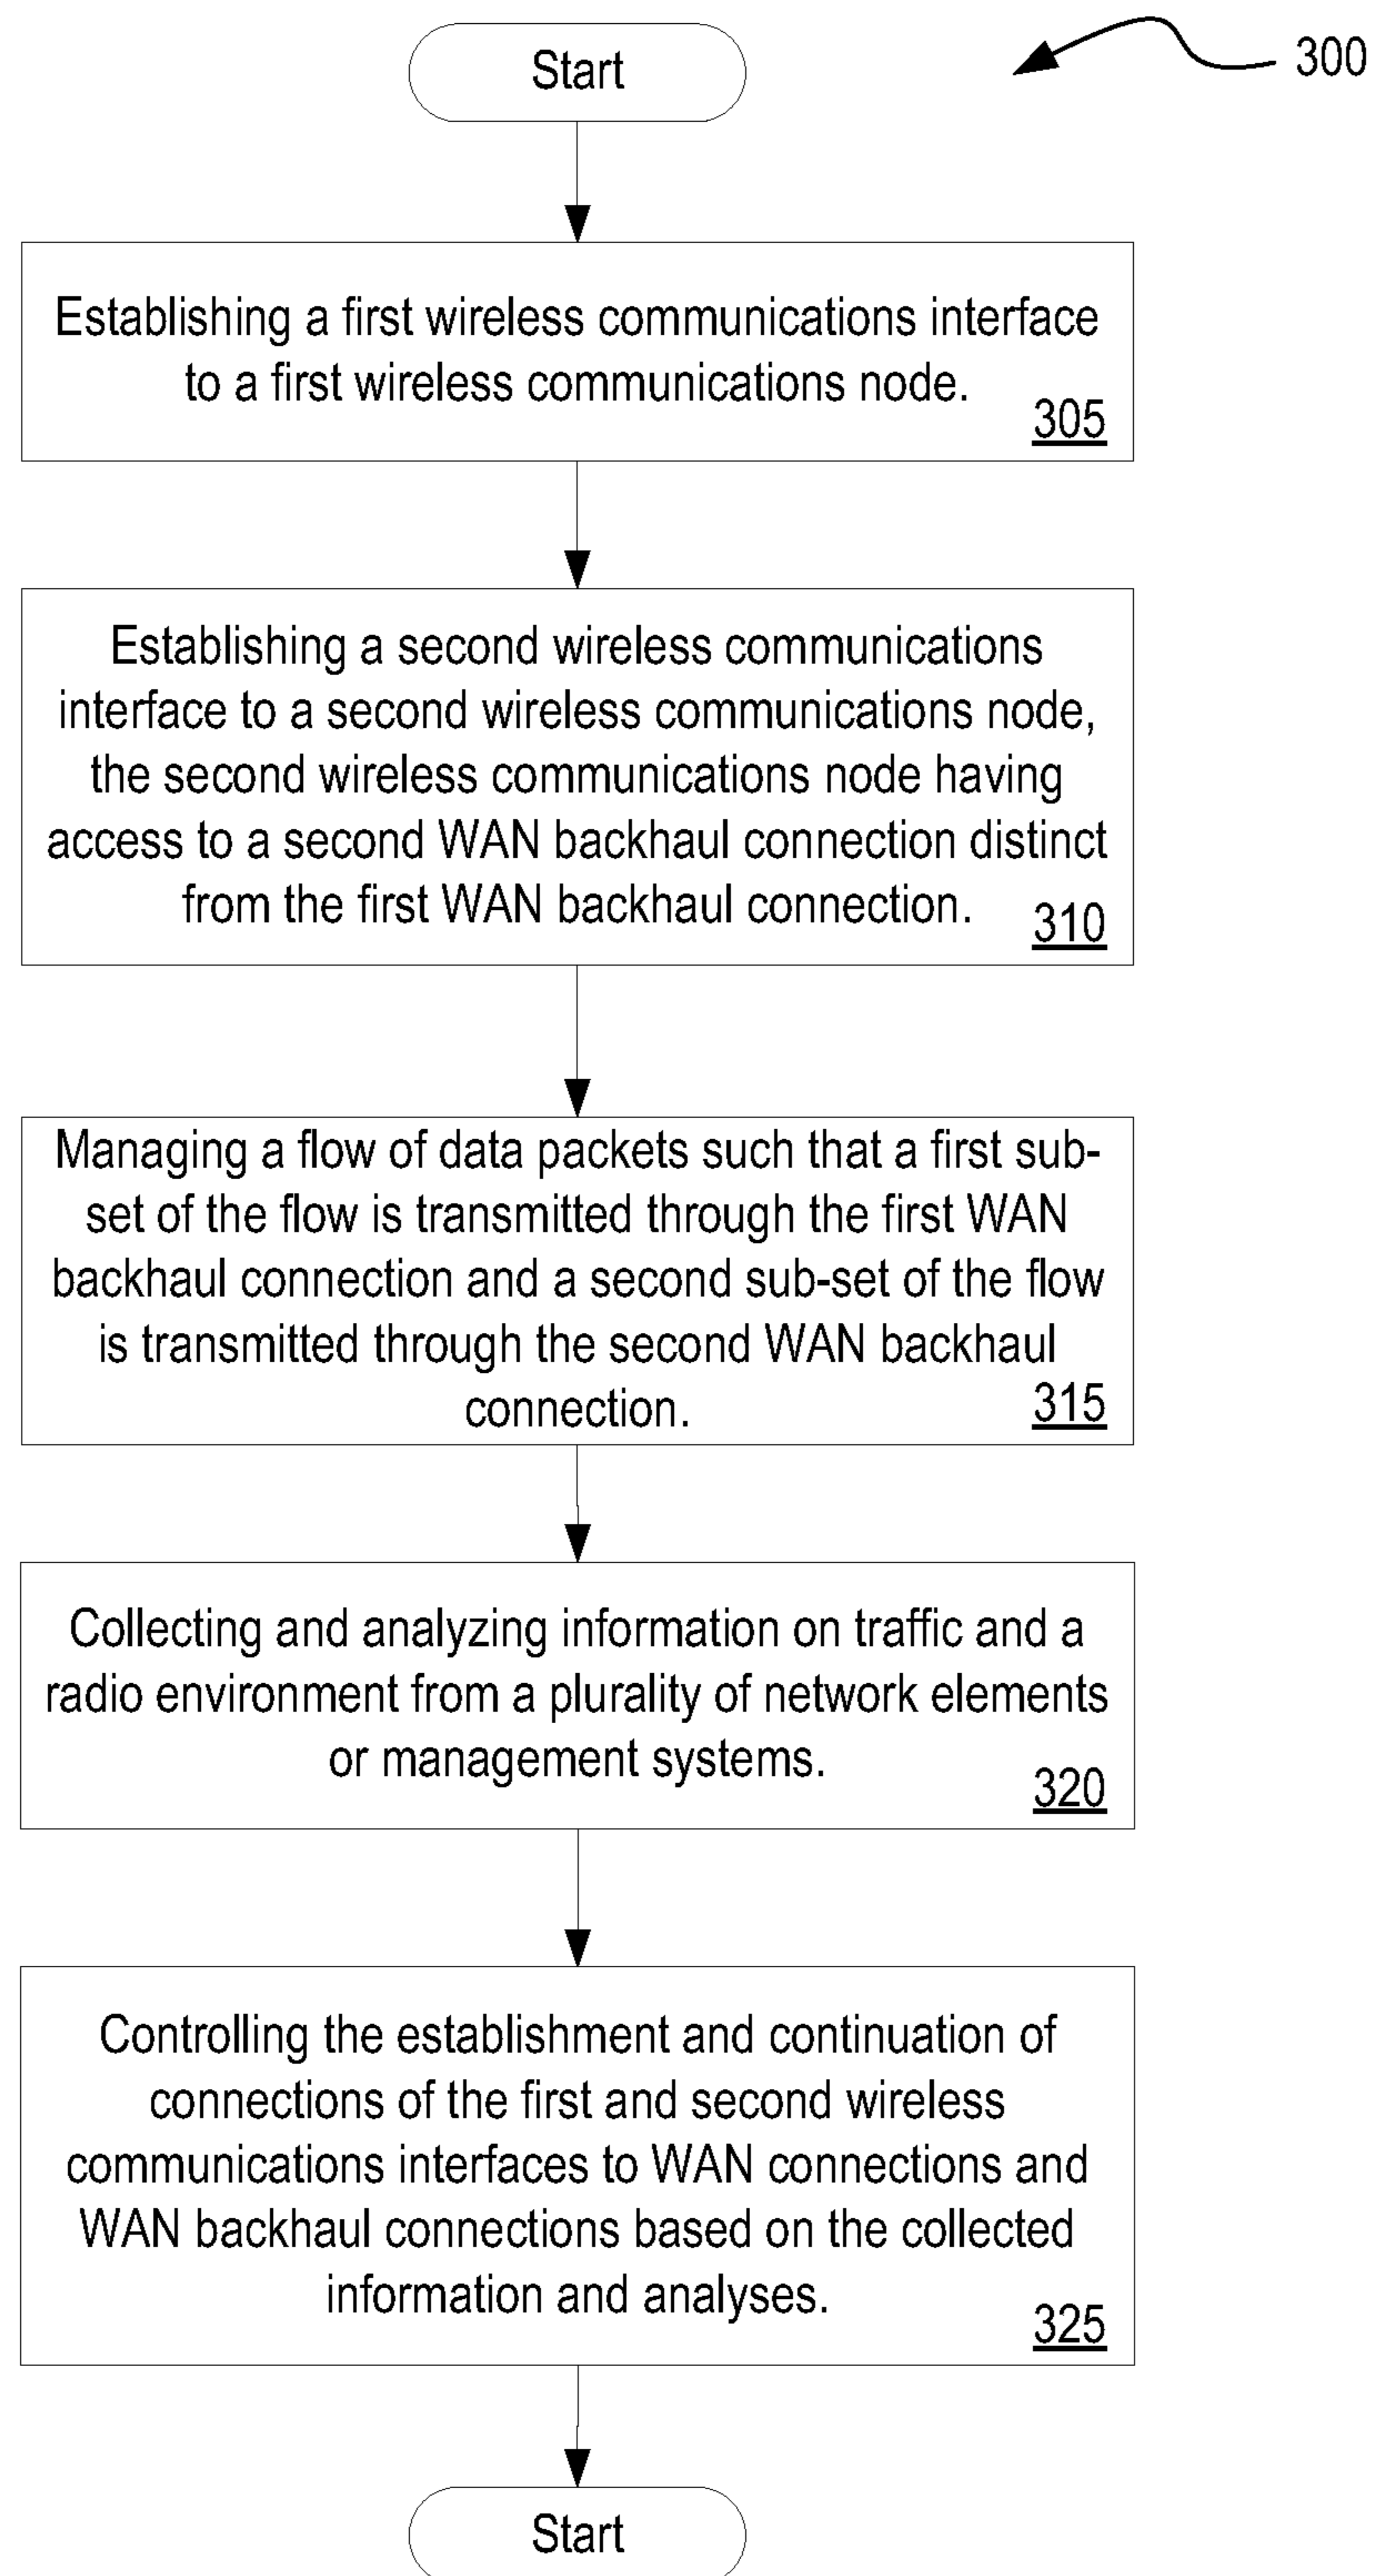 Start
300
Establishing a first wireless communications interface
to a first wireless communications node.
305
Establishing a second wireless communications
interface to a second wireless communications node,
the second wireless communications node having
access to a second WAN backhaul connection distinct
from the first WAN backhaul connection.
310
Managing a flow of data packets such that a first sub-
set of the flow is transmitted through the first WAN
backhaul connection and a second sub-set of the flow
is transmitted through the second WAN backhaul
connection.
315
Collecting and analyzing information on traffic and a
radio environment from a plurality of network elements
or management systems.
320
Controlling the establishment and continuation of
connections of the first and second wireless
communications interfaces to WAN connections and
WAN backhaul connections based on the collected
information and analyses.
325
Start